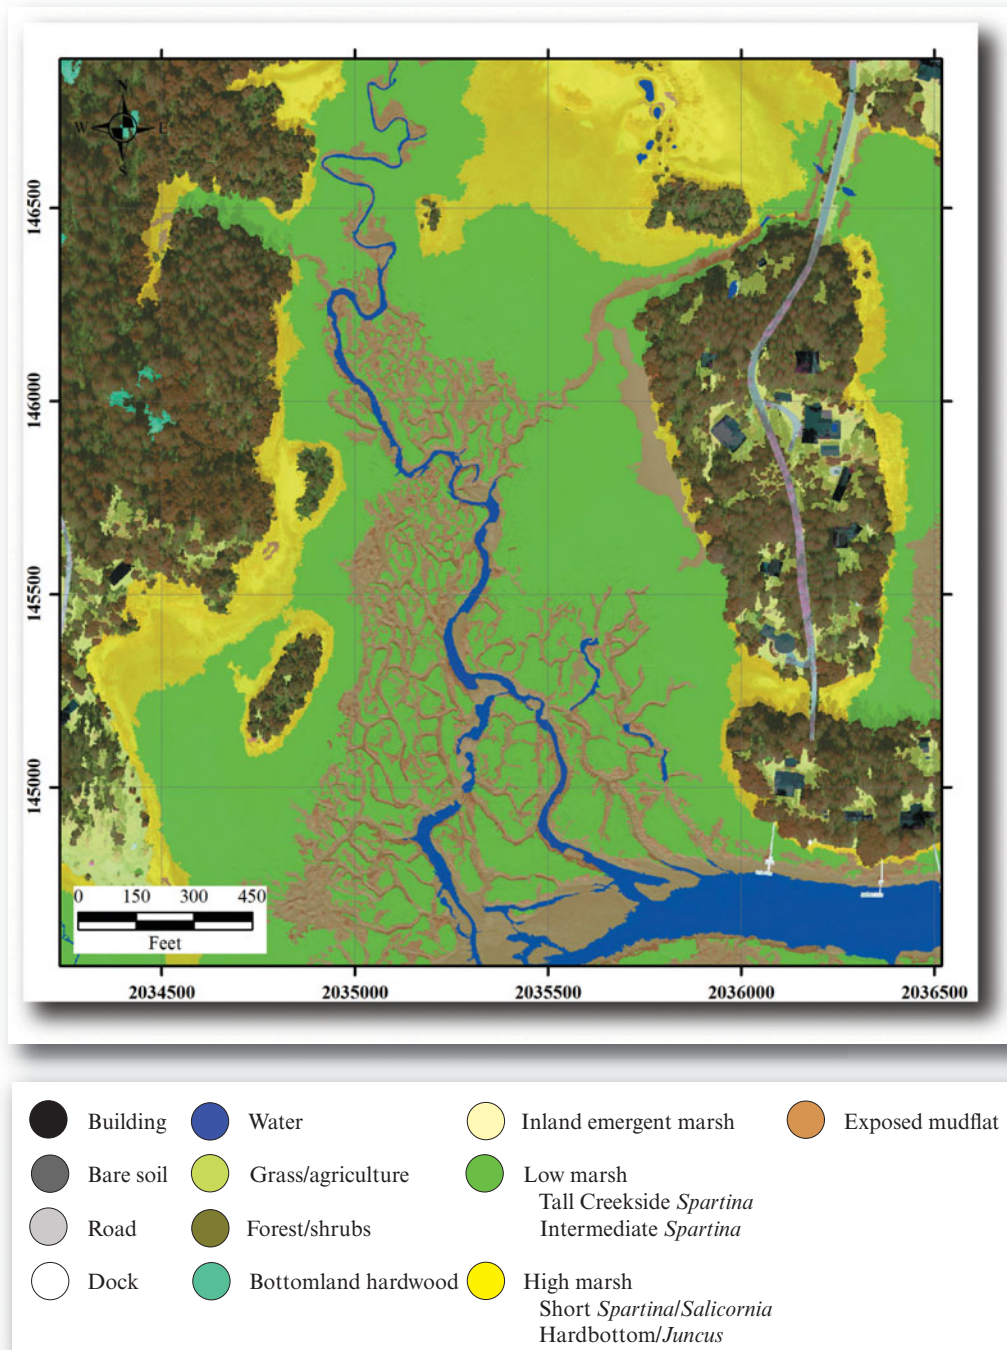 N
W E
S
146500
146000
145500
145000
0 150 300 450
Feet
2034500 2035000 2035500 2036000 2036500
Building
Water
Inland emergent marsh
Exposed mudflat
Bare soil
Grass/agriculture
Low marsh
Tall Creekside Spartina
Intermediate Spartina
Road
Forest/shrubs
Dock
Bottomland hardwood
High marsh
Short Spartina/Salicornia
Hardbottom/Juncus